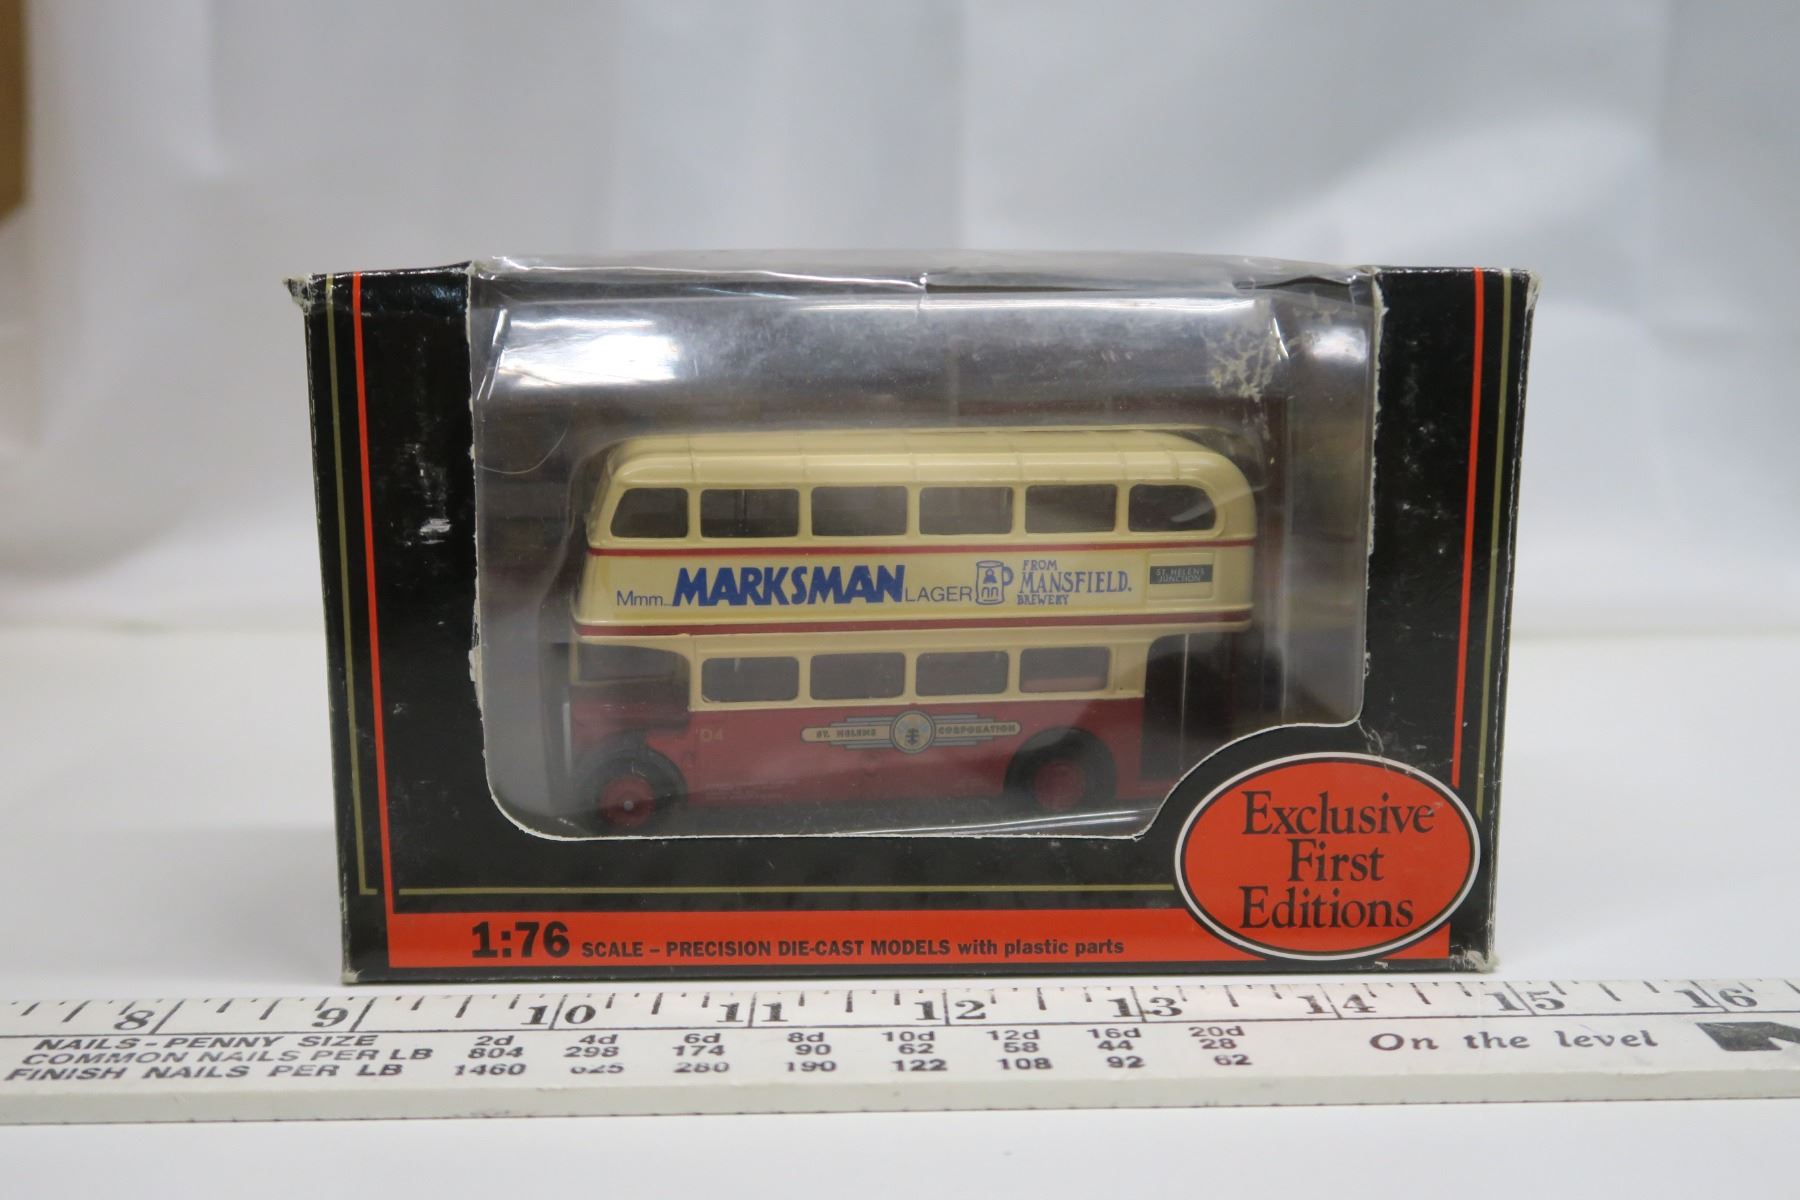 Mmm... MARKSMAN LAGER FROM MANSFIELD. BREWERY
ST. HELENS
JUNCTION
'D4
ST. HELENS CORPORATION
Exclusive
First
Editions
1:76 SCALE – PRECISION DIE-CAST MODELS with plastic parts
8 9 10 11 12 13 14 15 16
NAILS - PENNY SIZE 2d 4d 6d 8d 10d 12d 16d 20d
COMMON NAILS PER LB 804 298 174 90 62 58 44 28
FINISH NAILS PER LB 1460 625 280 190 122 108 92 62
On the level